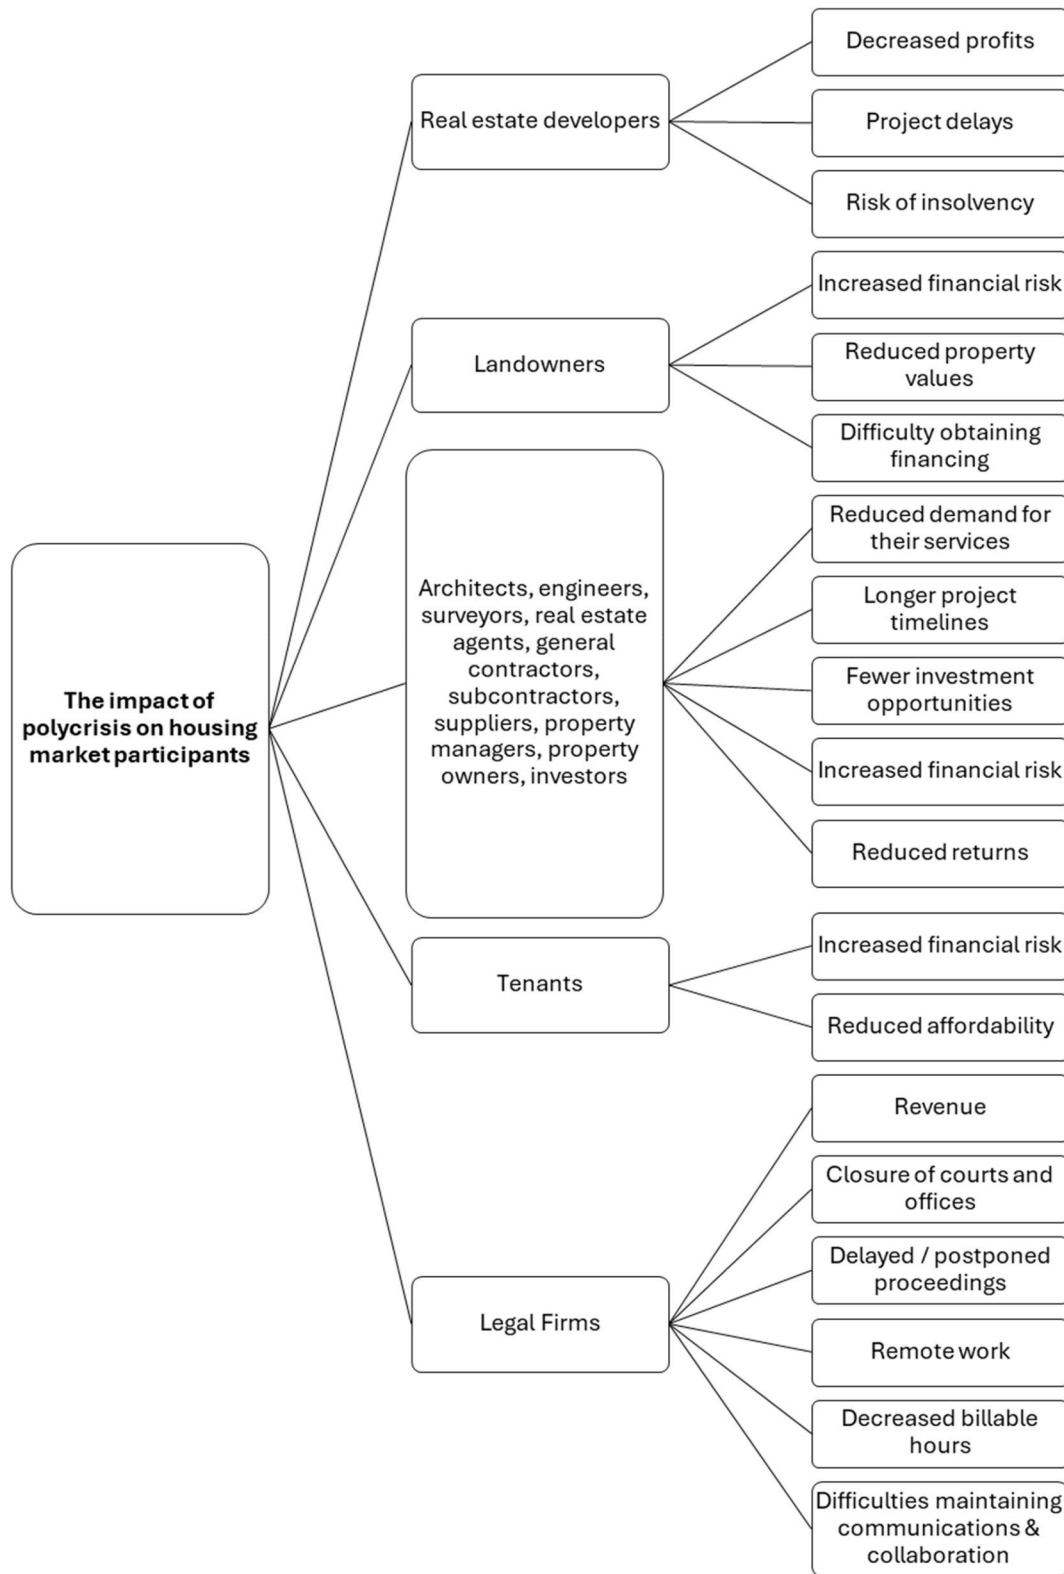 The impact of
polycrisis on housing
market participants
Real estate developers
Decreased profits
Project delays
Risk of insolvency
Landowners
Increased financial risk
Reduced property
values
Difficulty obtaining
financing
Architects, engineers,
surveyors, real estate
agents, general
contractors,
subcontractors,
suppliers, property
managers, property
owners, investors
Reduced demand for
their services
Longer project
timelines
Fewer investment
opportunities
Increased financial risk
Reduced returns
Tenants
Increased financial risk
Reduced affordability
Legal Firms
Revenue
Closure of courts and
offices
Delayed / postponed
proceedings
Remote work
Decreased billable
hours
Difficulties maintaining
communications &
collaboration